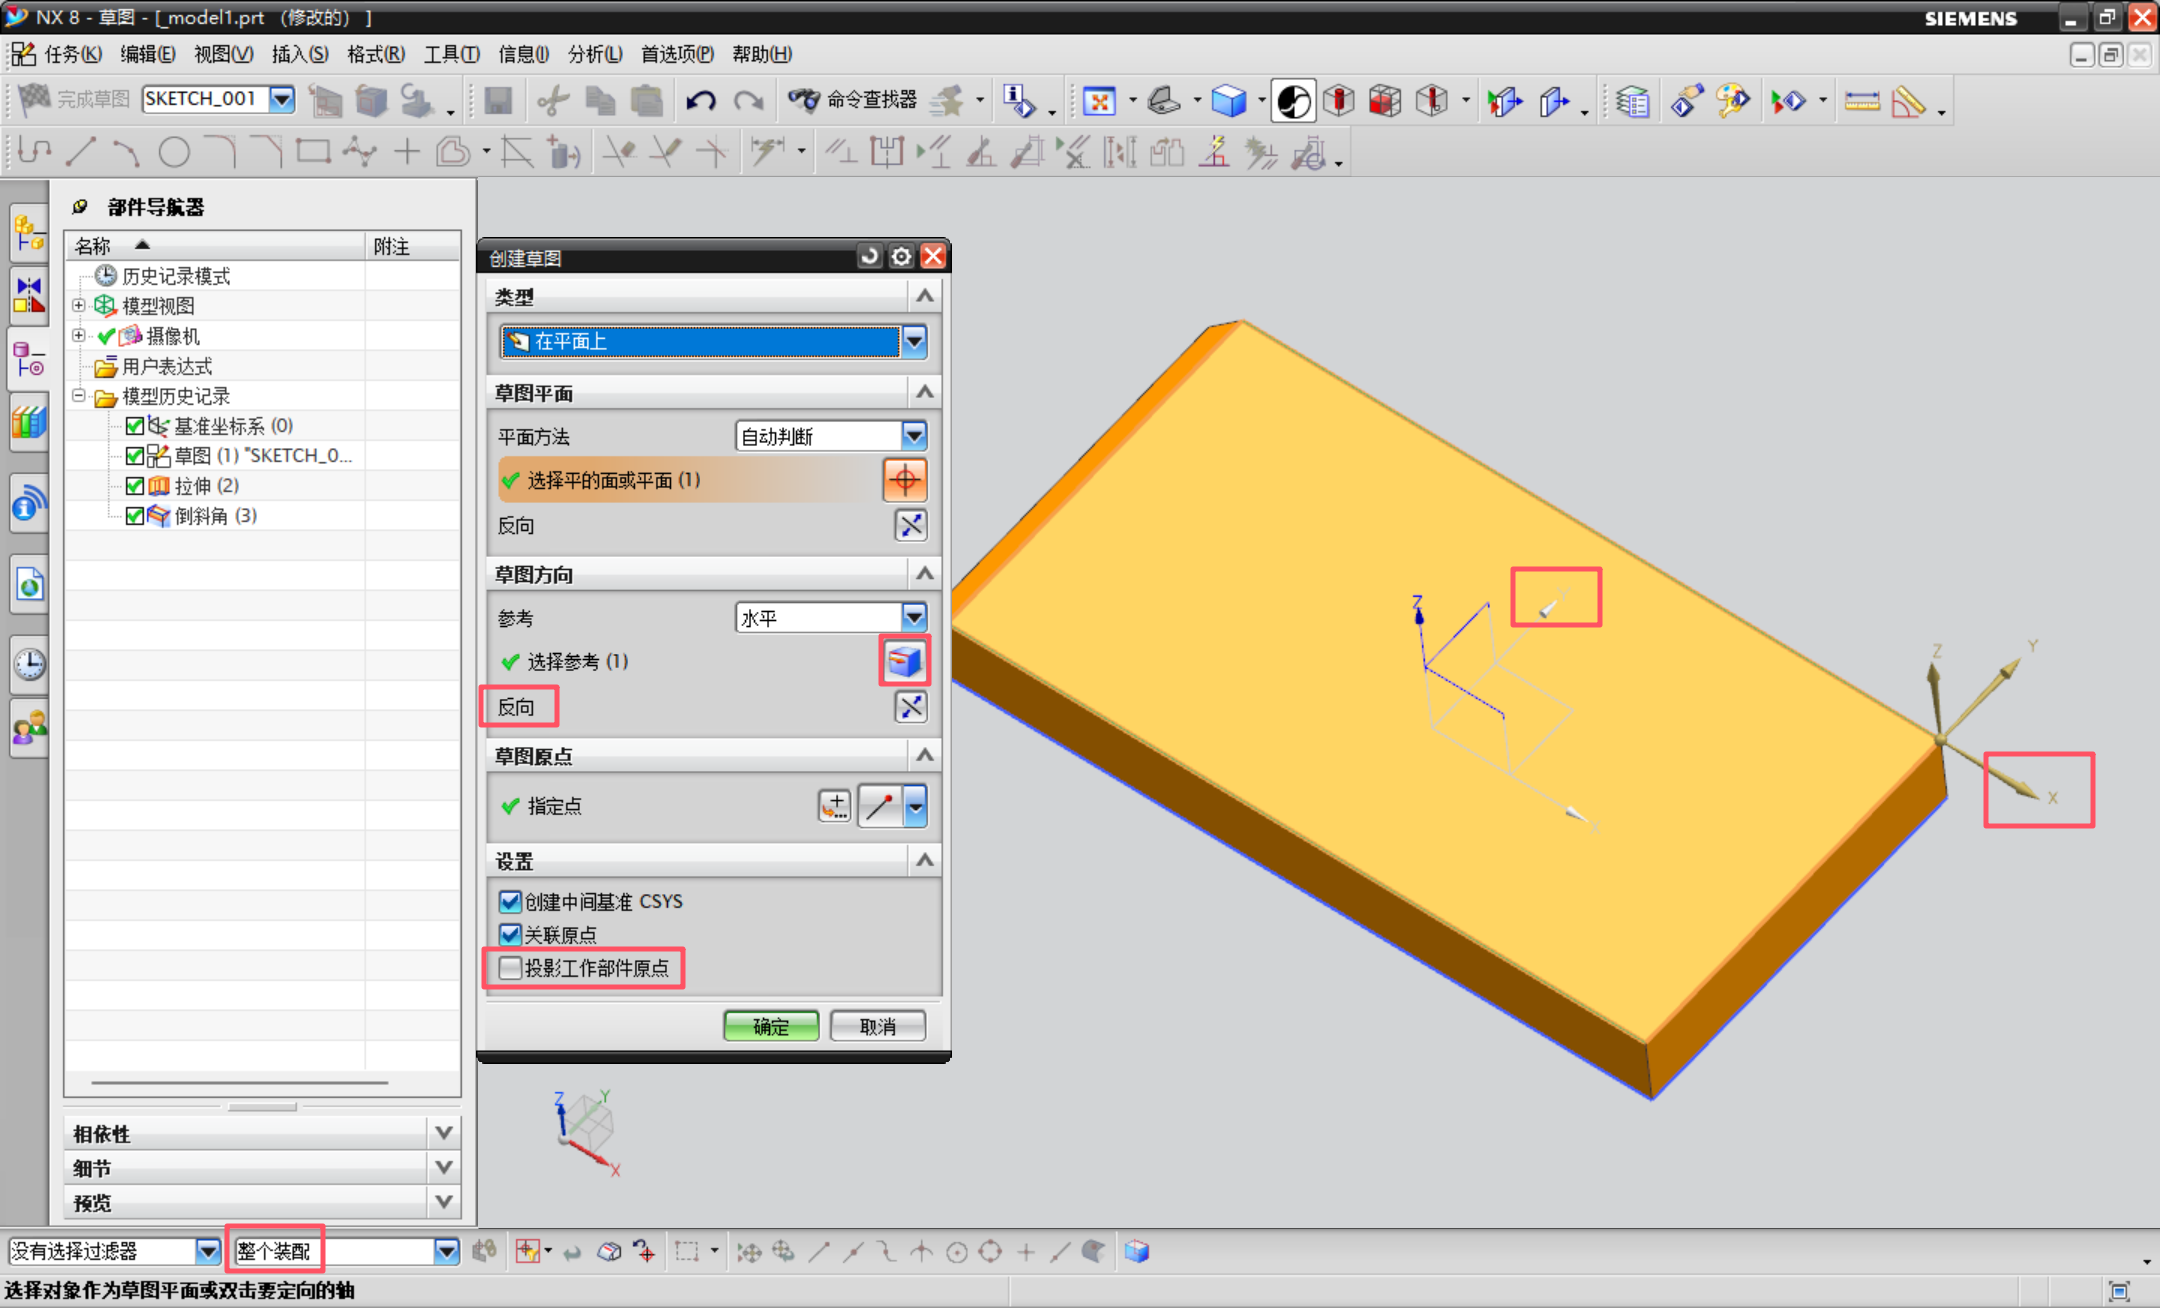 NX 8 - 草图 - [_model1.prt （修改的） ]
SIEMENS
任务(K) 编辑(E) 视图(V) 插入(S) 格式(R) 工具(T) 信息(I) 分析(L) 首选项(P) 帮助(H)
完成草图 SKETCH_001 命令查找器
部件导航器
名称 附注
历史记录模式
模型视图
摄像机
用户表达式
模型历史记录
基准坐标系 (0)
草图 (1) "SKETCH_0...
拉伸 (2)
倒斜角 (3)
相依性
细节
预览
创建草图
类型
在平面上
草图平面
平面方法 自动判断
选择平的面或平面 (1)
反向
草图方向
参考 水平
选择参考 (1)
反向
草图原点
指定点
设置
创建中间基准 CSYS
关联原点
投影工作部件原点
确定 取消
Z
Y
X
Z
Y
X
Z Y
X
没有选择过滤器 整个装配
选择对象作为草图平面或双击要定向的轴